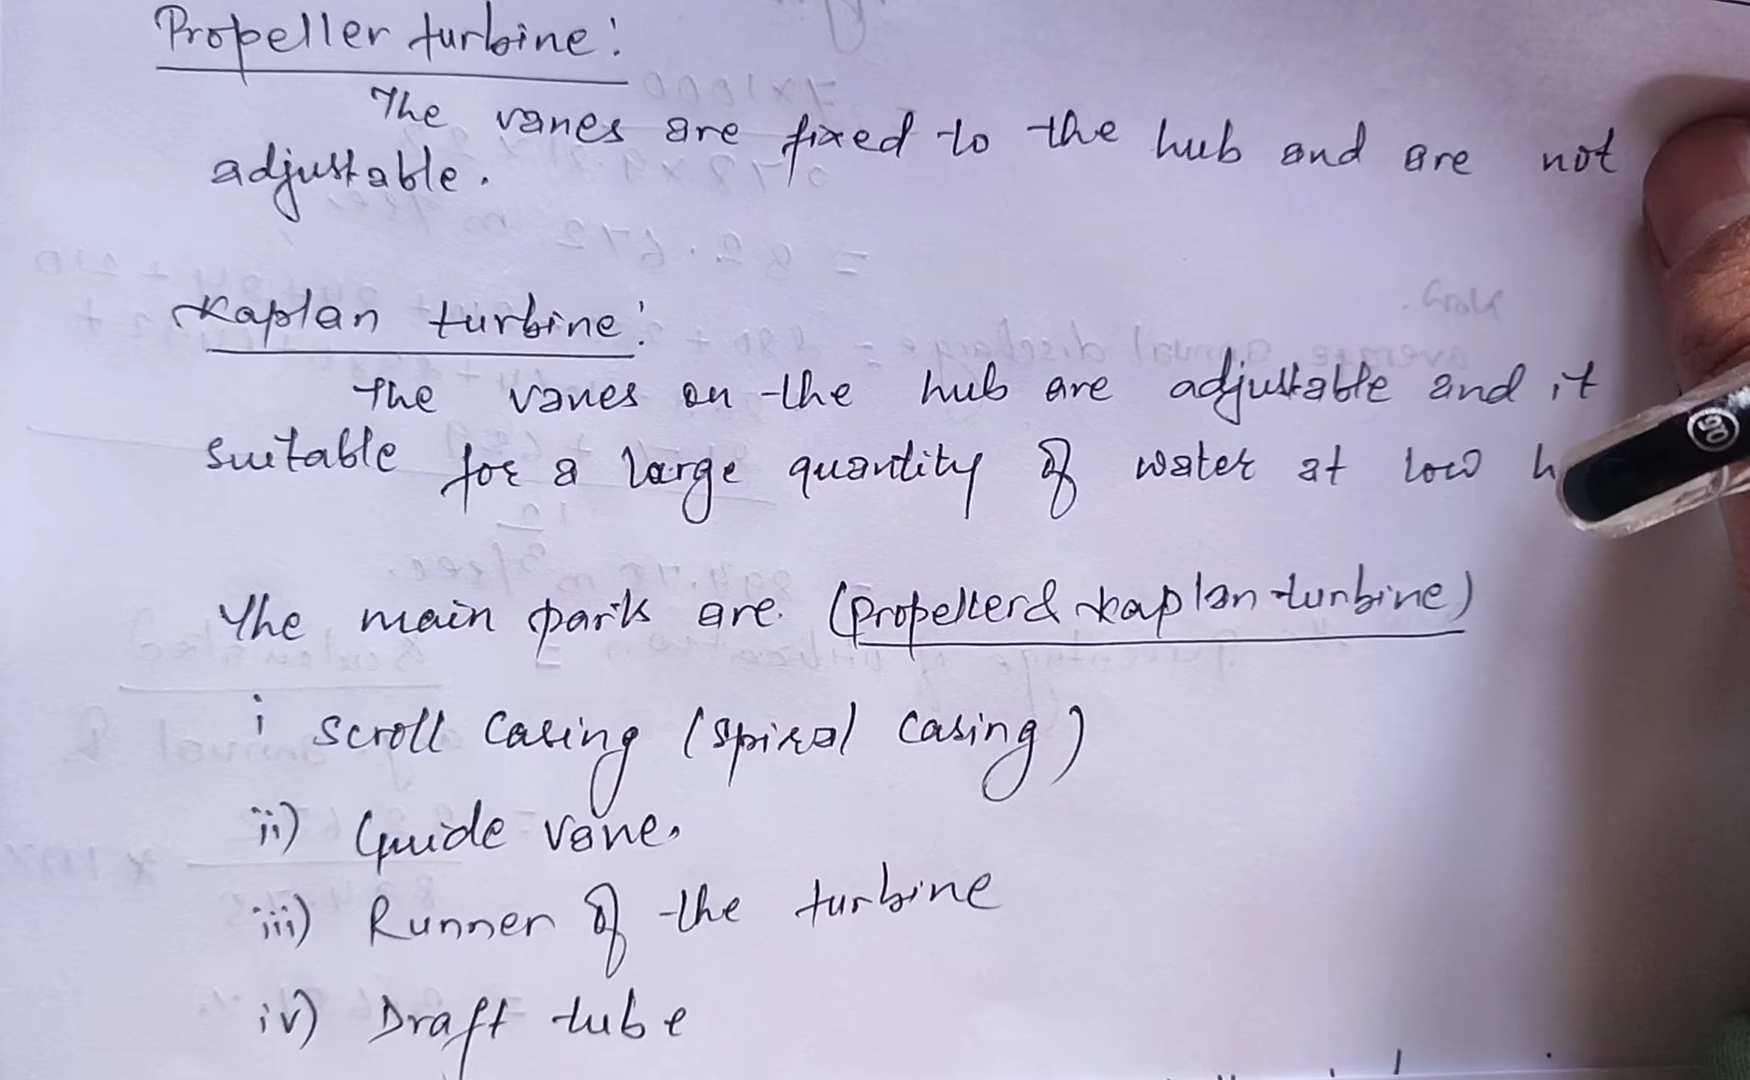 Propeller turbine:
The vanes are fixed to the hub and are not
adjustable.
Kaplan turbine:
The vanes on the hub are adjustable and it
suitable for a large quantity of water at low h
The main parts are (Propeller & Kaplan turbine)
i Scroll Casing (Spiral Casing)
ii) Guide vane.
iii) Runner of the turbine
iv) Draft tube